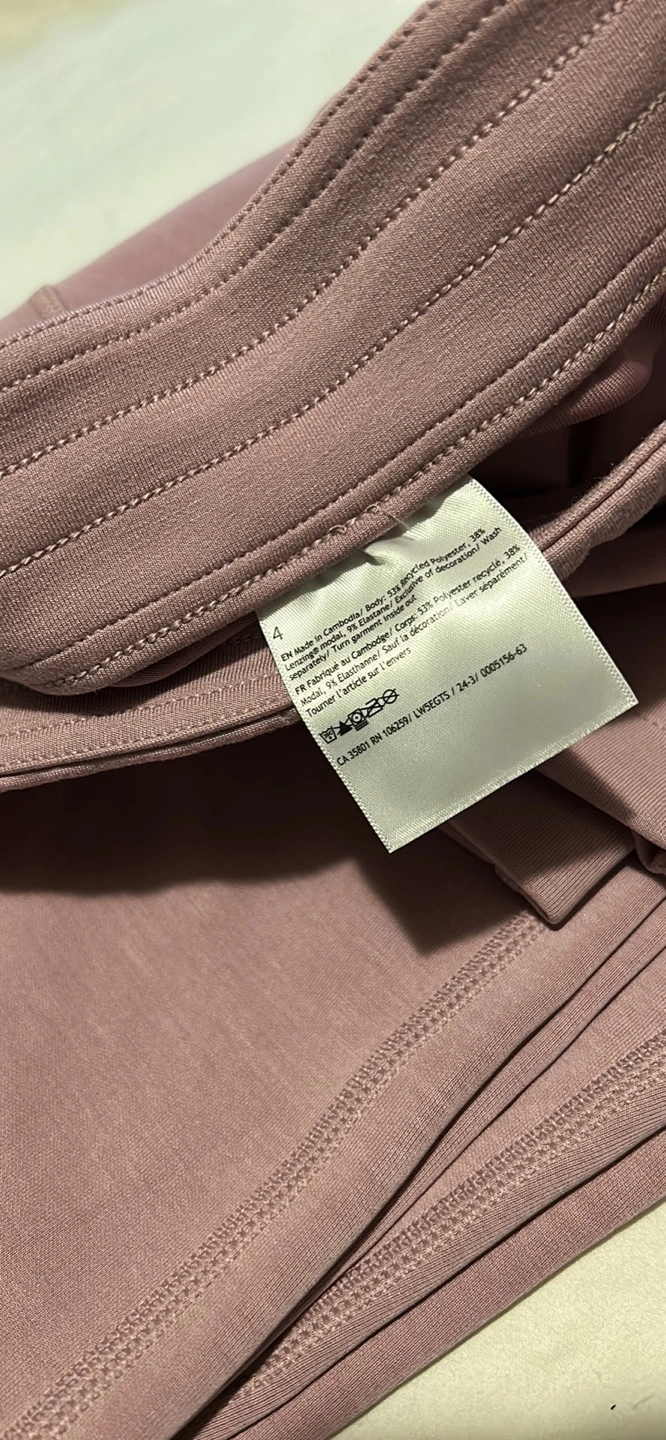 4
EN Made in Cambodia/ Body: 53% Recycled Polyester, 38%
Lenzing® modal, 9% Elastane/ Exclusive of decoration/ Wash
separately/ Turn garment inside out
FR Fabriqué au Cambodge/ Corps: 53% Polyester recyclé, 38%
Modal, 9% Élasthanne/ Sauf la décoration/ Laver séparément/
Tourner l'article sur l'envers
CA 35801 RN 106259/ LW5EGTS / 24-3/ 0005156-63